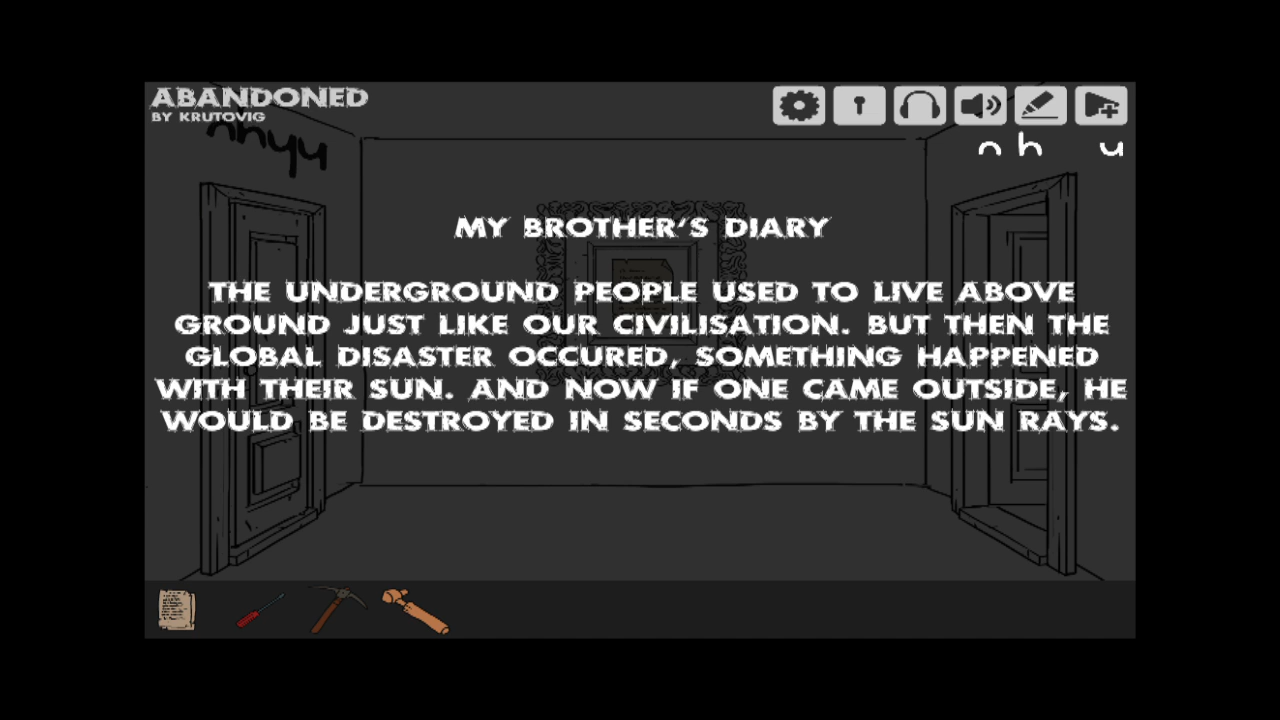 ABANDONED
BY KRUTOVIG
nhyu
n h u
MY BROTHER'S DIARY
THE UNDERGROUND PEOPLE USED TO LIVE ABOVE
GROUND JUST LIKE OUR CIVILISATION. BUT THEN THE
GLOBAL DISASTER OCCURED, SOMETHING HAPPENED
WITH THEIR SUN. AND NOW IF ONE CAME OUTSIDE, HE
WOULD BE DESTROYED IN SECONDS BY THE SUN RAYS.